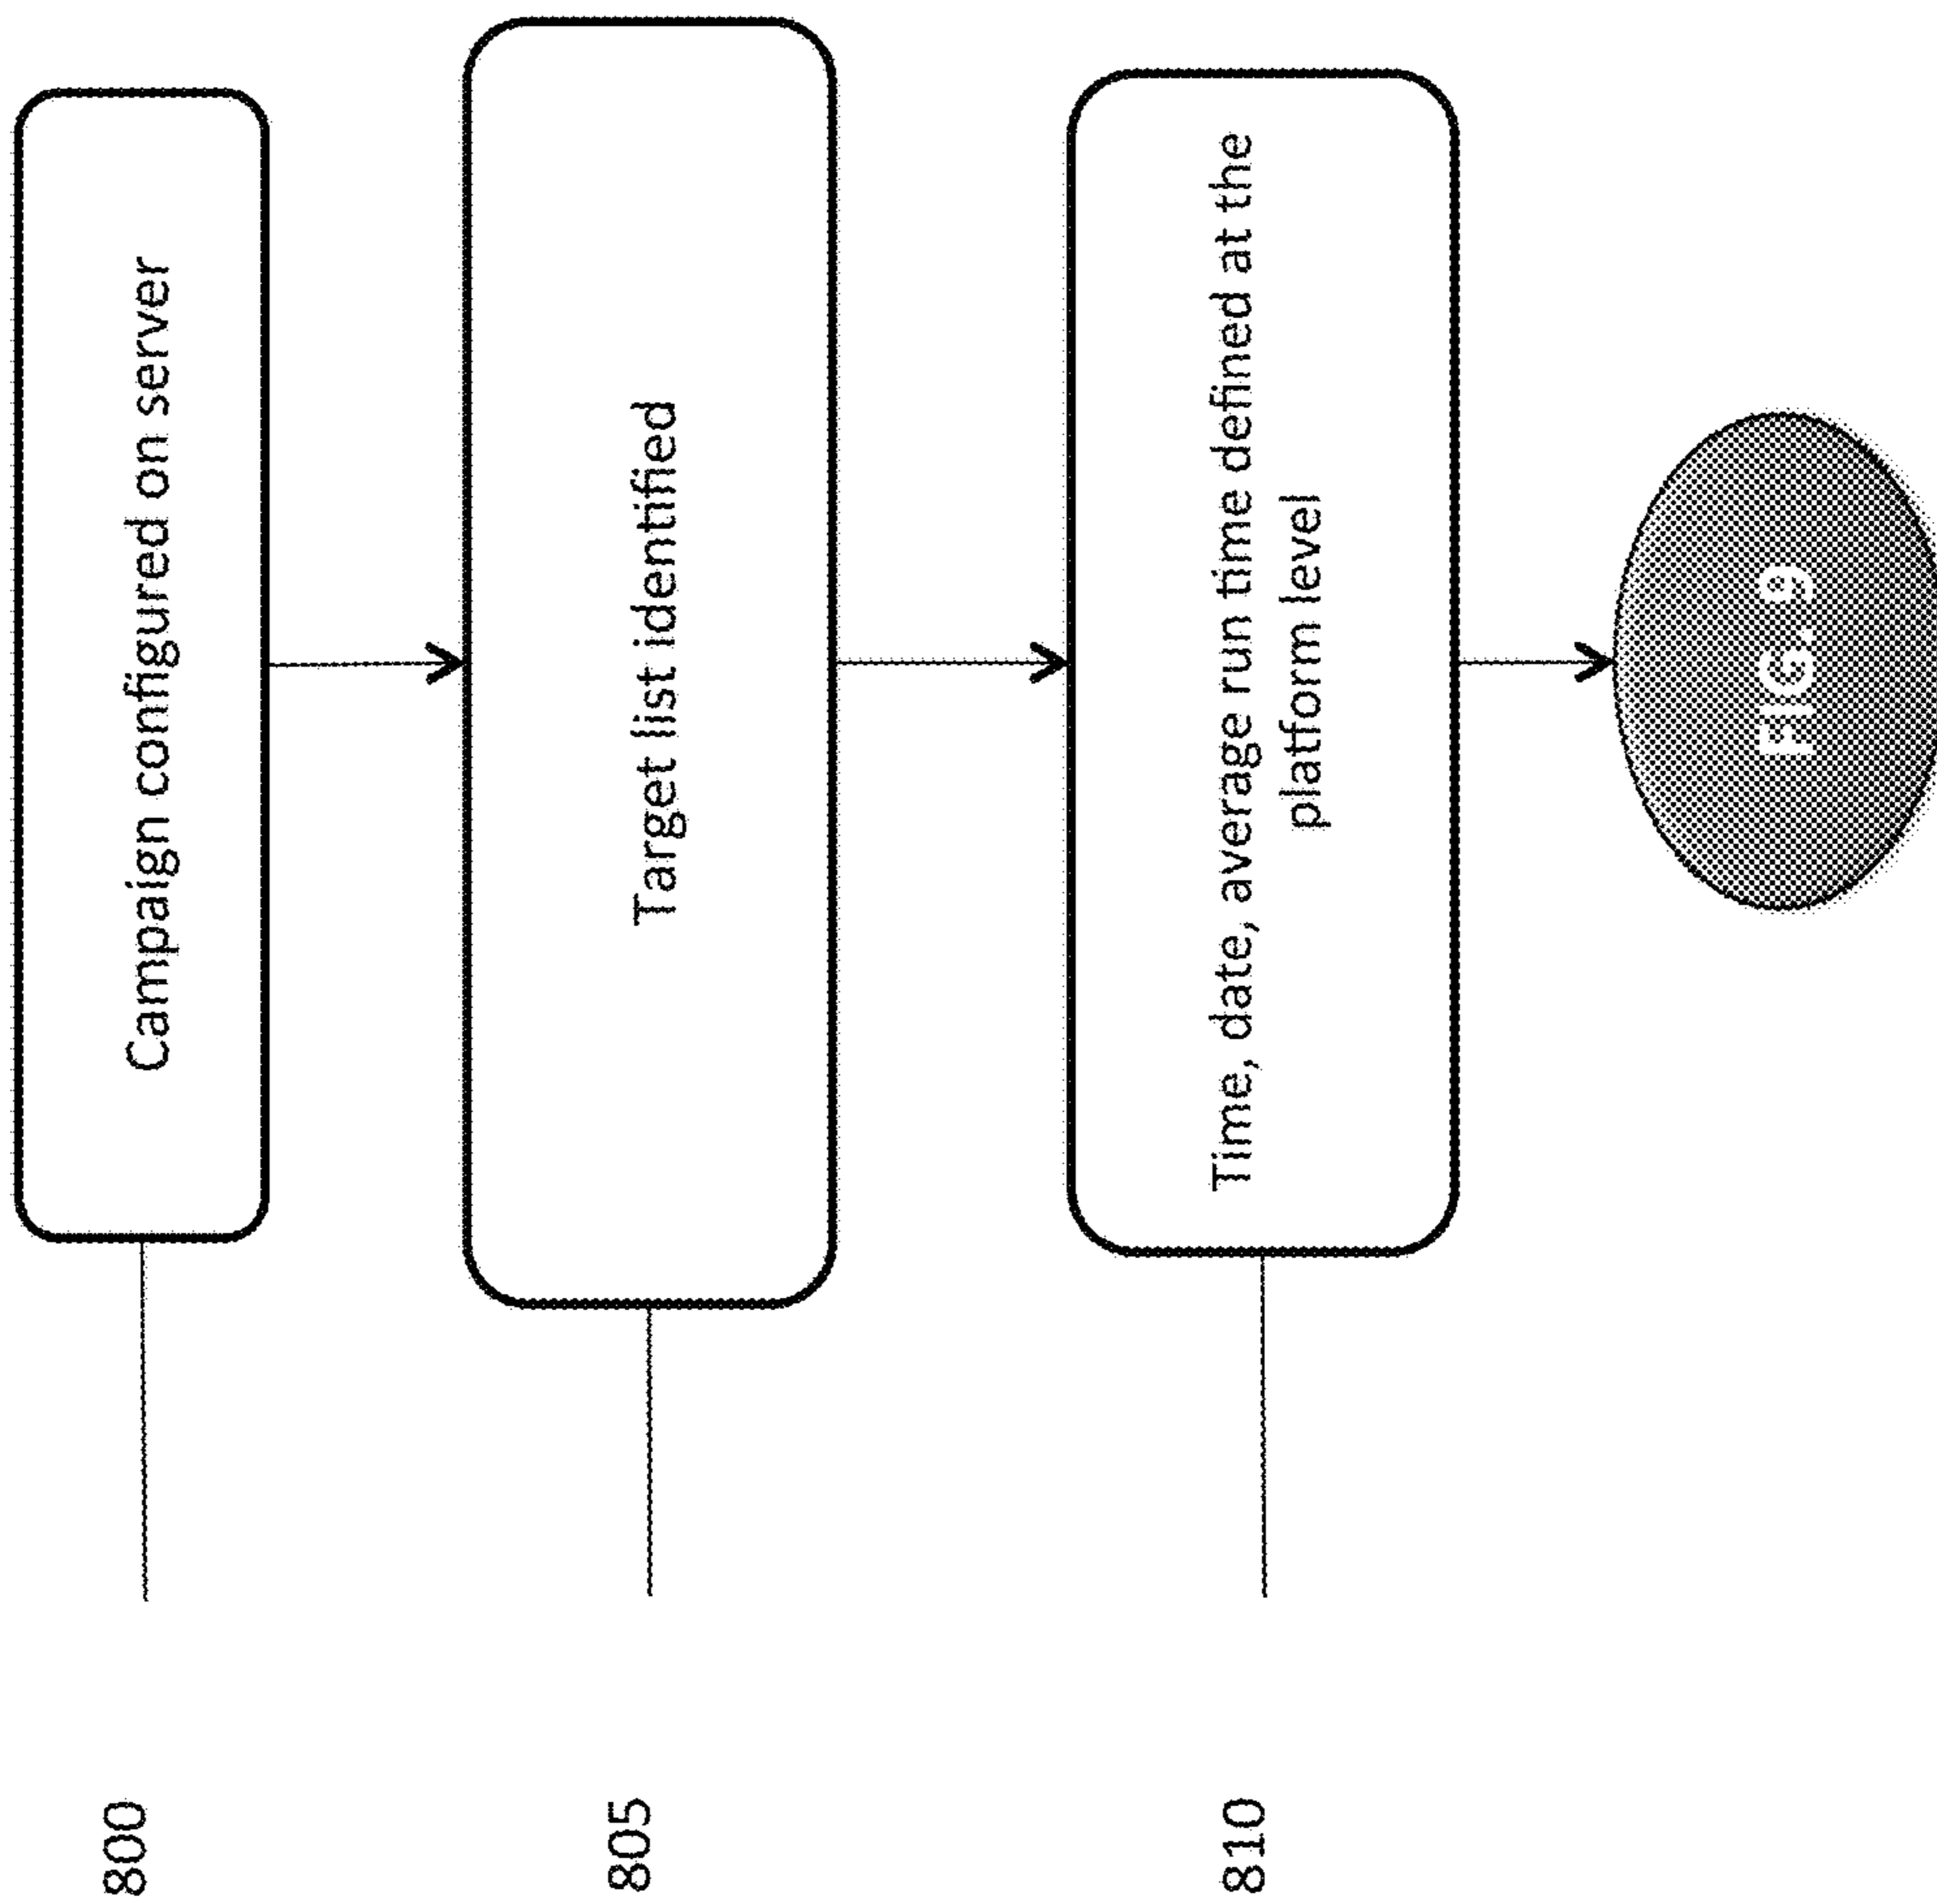 800
Campaign configured on server
805
Target list identified
810
Time, date, average run time defined at the
platform level
FIG. 9